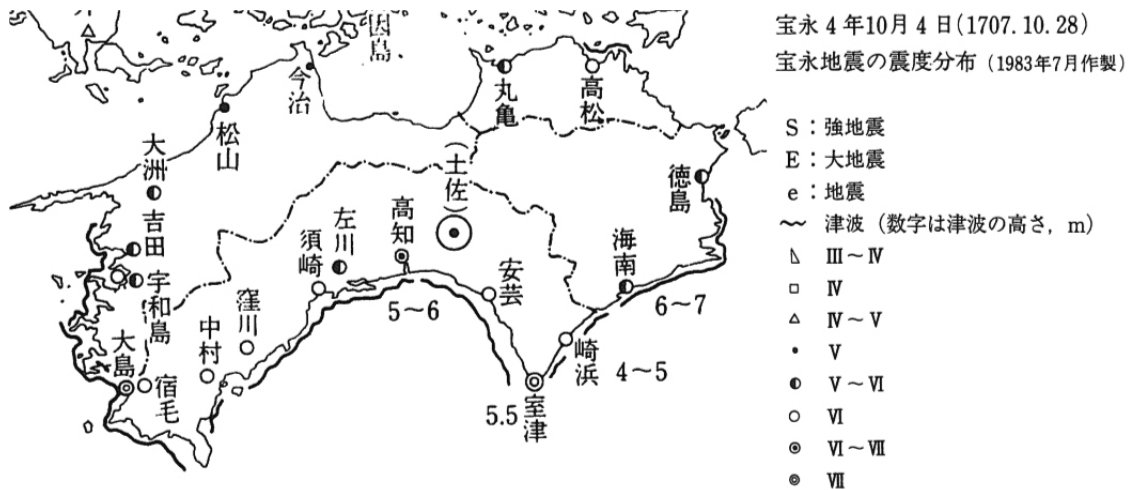 宝永4年10月4日(1707.10.28)
宝永地震の震度分布 (1983年7月作製)
S：強地震
E：大地震
e：地震
津波 (数字は津波の高さ, m)
III～IV
IV
IV～V
V
V～VI
VI
VI～VII
VII
因島
今治
松山
丸亀
高松
大洲
(土佐)
徳島
吉田
高知
左川
須崎
海南
宇和島
安芸
窪川
5～6
6～7
中村
大島
崎浜
宿毛
4～5
5.5
室津